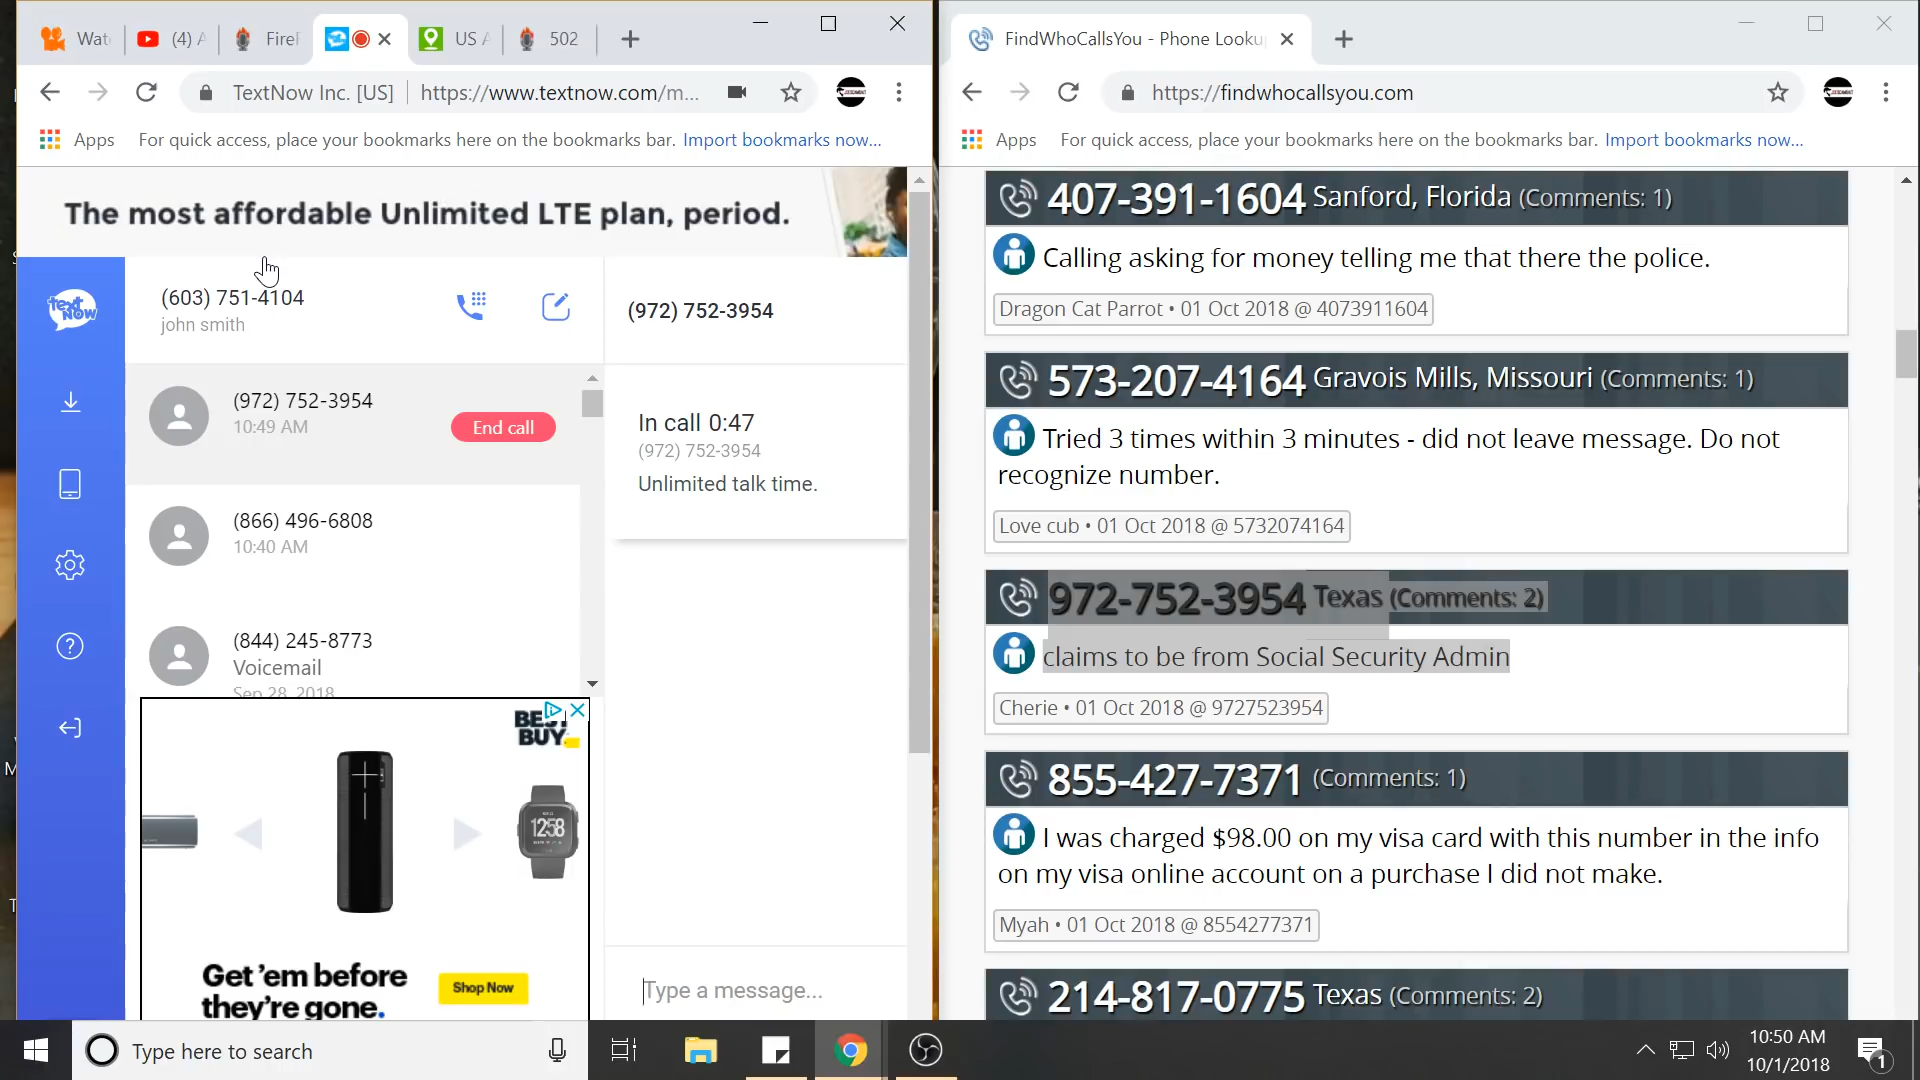 Wat
(4) A
FireF
US A
502
TextNow Inc. [US]
https://www.textnow.com/m...
Apps
For quick access, place your bookmarks here on the bookmarks bar. Import bookmarks now...
The most affordable Unlimited LTE plan, period.
text
now
(603) 751-4104
john smith
(972) 752-3954
10:49 AM
End call
(866) 496-6808
10:40 AM
(844) 245-8773
Voicemail
Sep 28, 2018
BEST
BUY
12:58
Get 'em before
they're gone.
Shop Now
(972) 752-3954
In call 0:47
(972) 752-3954
Unlimited talk time.
Type a message...
FindWhoCallsYou - Phone Looku
https://findwhocallsyou.com
Apps
For quick access, place your bookmarks here on the bookmarks bar. Import bookmarks now...
407-391-1604 Sanford, Florida (Comments: 1)
Calling asking for money telling me that there the police.
Dragon Cat Parrot • 01 Oct 2018 @ 4073911604
573-207-4164 Gravois Mills, Missouri (Comments: 1)
Tried 3 times within 3 minutes - did not leave message. Do not
recognize number.
Love cub • 01 Oct 2018 @ 5732074164
972-752-3954 Texas (Comments: 2)
claims to be from Social Security Admin
Cherie • 01 Oct 2018 @ 9727523954
855-427-7371 (Comments: 1)
I was charged $98.00 on my visa card with this number in the info
on my visa online account on a purchase I did not make.
Myah • 01 Oct 2018 @ 8554277371
214-817-0775 Texas (Comments: 2)
Type here to search
10:50 AM
10/1/2018
1